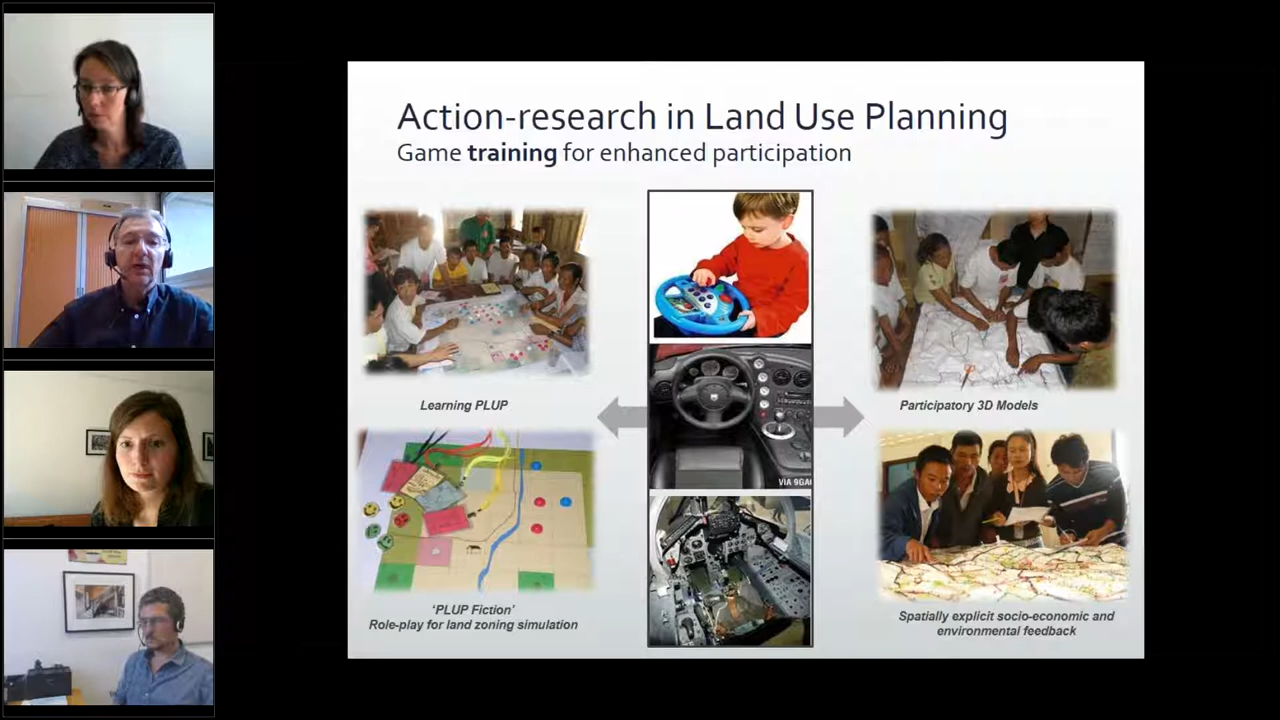 Action-research in Land Use Planning
Game training for enhanced participation
Learning PLUP
Participatory 3D Models
VIA 9GAG
'PLUP Fiction'
Role-play for land zoning simulation
Spatially explicit socio-economic and
environmental feedback